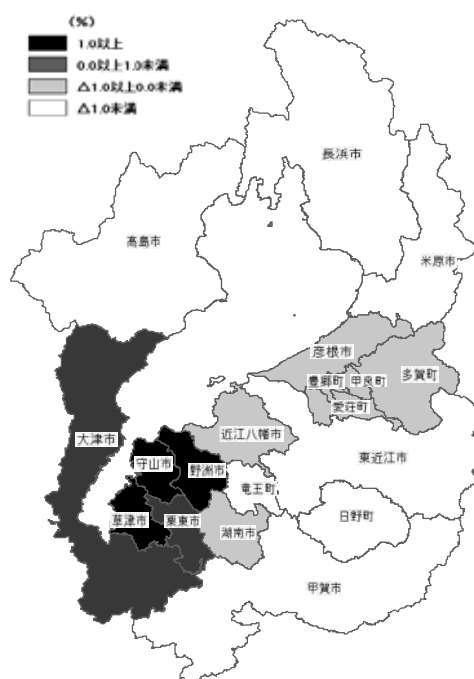 (%)
1.0以上
0.0以上1.0未満
△1.0以上0.0未満
△1.0未満
長浜市
高島市
米原市
彦根市
多賀町
豊郷町
甲良町
愛荘町
近江八幡市
大津市
東近江市
守山市
野洲市
竜王町
日野町
草津市
栗東市
湖南市
甲賀市